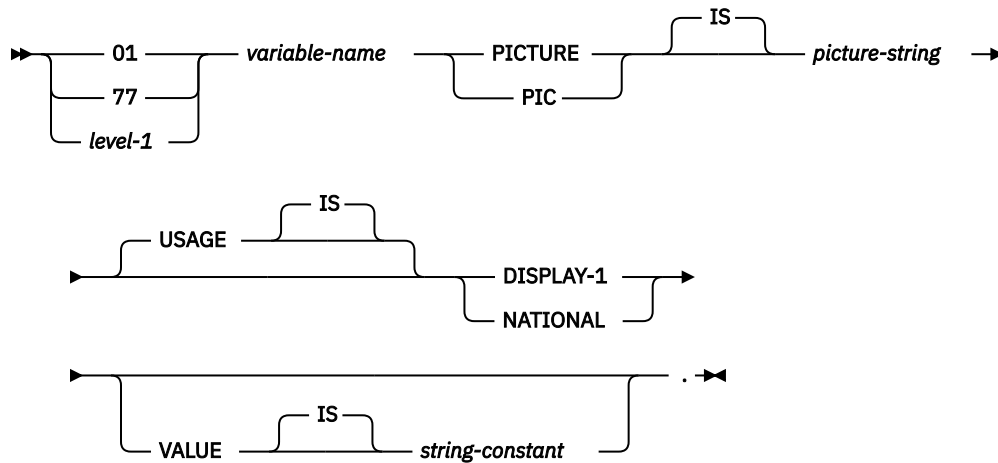 IS
01 variable-name PICTURE picture-string
77 PIC
level-1
IS
USAGE
DISPLAY-1
NATIONAL
.
IS
VALUE string-constant